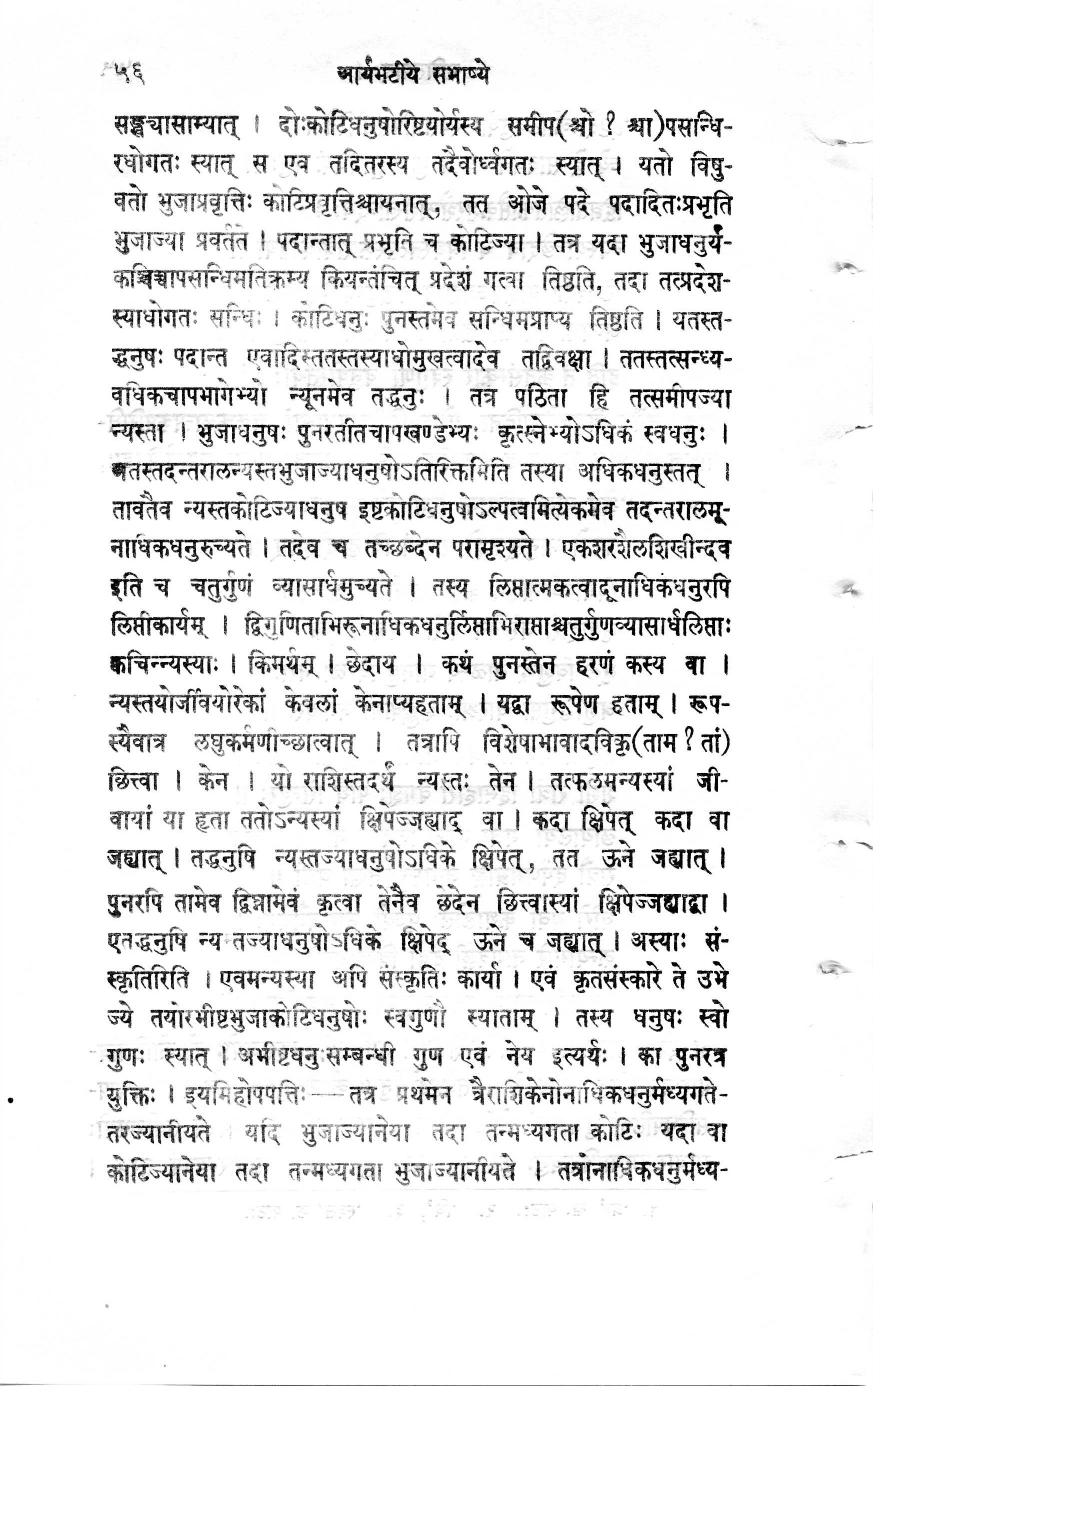 ५६ आर्यभटीये सभाष्ये
सङ्ख्यासाम्यात् । दोःकोटिधनुषोरिष्टयोर्यस्य समीप(श्चो ? श्चा)पसन्धि-
रधोगतः स्यात् स एव तदितरस्य तदैवोर्ध्वगतः स्यात् । यतो विषु-
वतो भुजाप्रवृत्तिः कोटिप्रवृत्तिश्चायनात्, तत ओजे पदे पदादितःप्रभृति
भुजाज्या प्रवर्तते । पदान्तात् प्रभृति च कोटिज्या । तत्र यदा भुजाधनुर्यं-
कञ्चिच्चापसन्धिमतिक्रम्य कियन्तंचित् प्रदेशं गत्वा तिष्ठति, तदा तत्प्रदेश-
स्याधोगतः सन्धिः । कोटिधनुः पुनस्तमेव सन्धिमप्राप्य तिष्ठति । यतस्त-
द्धनुषः पदान्त एवादिस्ततस्तस्याधोमुखत्वादेव तद्विवक्षा । ततस्तत्सन्ध्य-
वधिकचापभागेभ्यो न्यूनमेव तद्धनुः । तत्र पठिता हि तत्समीपज्या
न्यस्ता । भुजाधनुषः पुनरतीतचापखण्डेभ्यः कृत्स्नेभ्योऽधिकं स्वधनुः ।
अतस्तदन्तरालन्यस्तभुजाज्याधनुषोऽतिरिक्तमिति तस्या अधिकधनुस्तत् ।
तावतैव न्यस्तकोटिज्याधनुष इष्टकोटिधनुषोऽल्पत्वमित्येकमेव तदन्तरालमू-
नाधिकधनुरुच्यते । तदेव च तच्छब्देन परामृश्यते । एकशरशैलशिखीन्दव
इति च चतुर्गुणं व्यासार्धमुच्यते । तस्य लिप्तात्मकत्वादूनाधिकधनुरपि
लिप्तीकार्यम् । द्विगुणिताभिरूनाधिकधनुर्लिप्ताभिराप्ताश्चतुर्गुणव्यासार्धलिप्ताः
क्वचिन्न्यस्याः । किमर्थम् । छेदाय । कथं पुनस्तेन हरणं कस्य वा ।
न्यस्तयोर्जीवयोरेकां केवलां केनाप्यहताम् । यद्वा रूपेण हताम् । रूप-
स्यैवात्र लघुकर्मणीच्छात्वात् । तत्रापि विशेषाभावादविकृ(ताम ? तां)
छित्त्वा । केन । यो राशिस्तदर्थं न्यस्तः तेन । तत्फलमन्यस्यां जी-
वायां या हृता ततोऽन्यस्यां क्षिपेज्जह्याद् वा । कदा क्षिपेत् कदा वा
जह्यात् । तद्धनुषि न्यस्तज्याधनुषोऽधिके क्षिपेत्, तत ऊने जह्यात् ।
पुनरपि तामेव द्विघ्नामेवं कृत्वा तेनैव छेदेन छित्त्वास्यां क्षिपेज्जह्याद्वा ।
एतद्धनुषि न्य तज्याधनुषोऽधिके क्षिपेद् ऊने च जह्यात् । अस्याः सं-
स्कृतिरिति । एवमन्यस्या अपि संस्कृतिः कार्या । एवं कृतसंस्कारे ते उभे
ज्ये तयोरभीष्टभुजाकोटिधनुषोः स्वगुणौ स्याताम् । तस्य धनुषः स्वो
गुणः स्यात् । अभीष्टधनुःसम्बन्धी गुण एवं नेय इत्यर्थः । का पुनरत्र
युक्तिः । इयमिहोपपत्तिः— तत्र प्रथमेन त्रैराशिकेनोनाधिकधनुर्मध्यगते-
तरज्यानीयते । यदि भुजाज्यानेया तदा तन्मध्यगता कोटिः यदा वा
कोटिज्यानेया तदा तन्मध्यगता भुजाज्यानीयते । तत्रोनाधिकधनुर्मध्य-